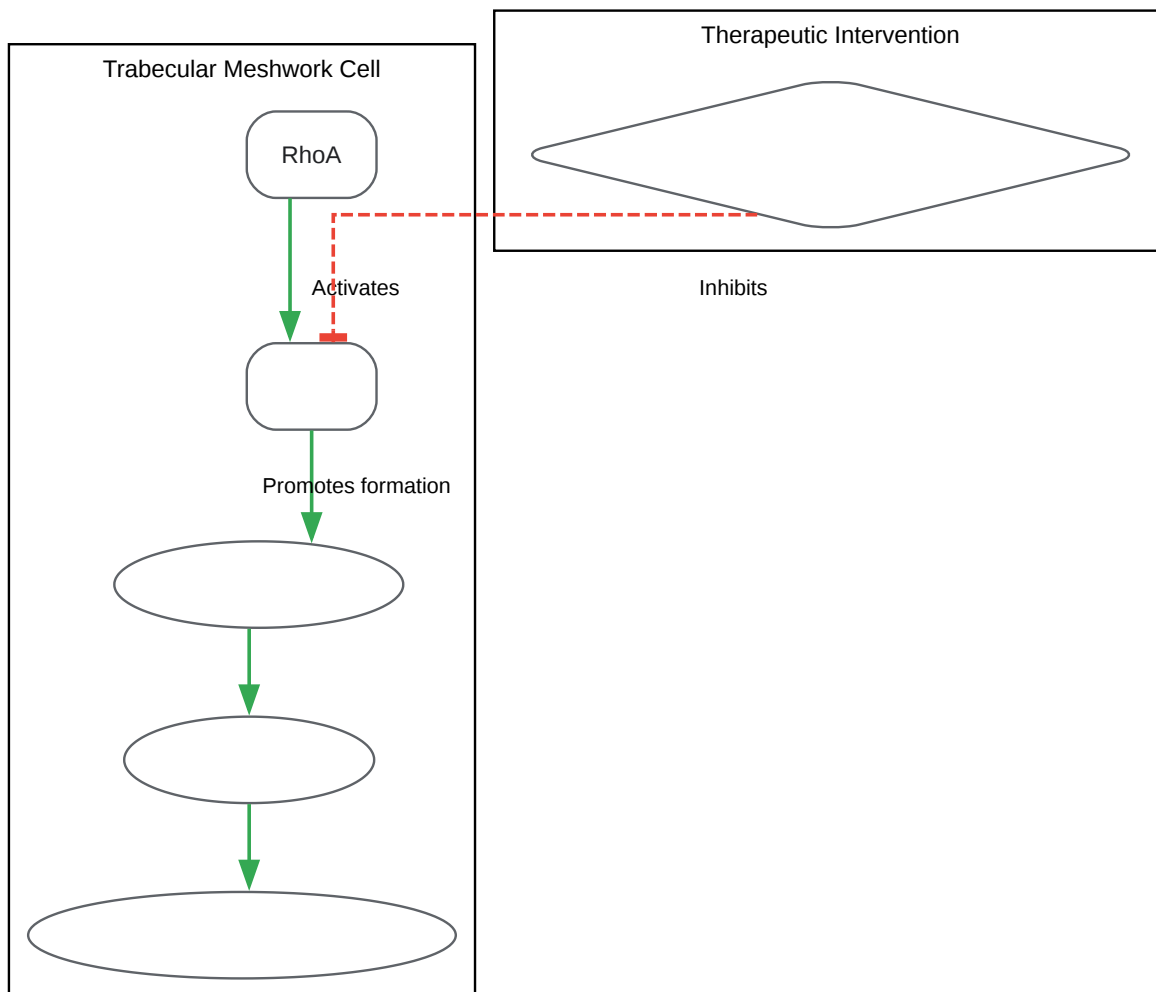 Therapeutic Intervention
Trabecular Meshwork Cell
RhoA
Activates
Inhibits
Promotes formation